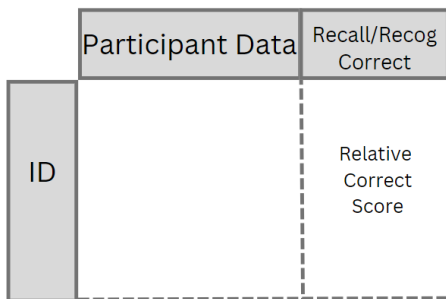 Participant Data
Recall/Recog
Correct
ID
Relative
Correct
Score